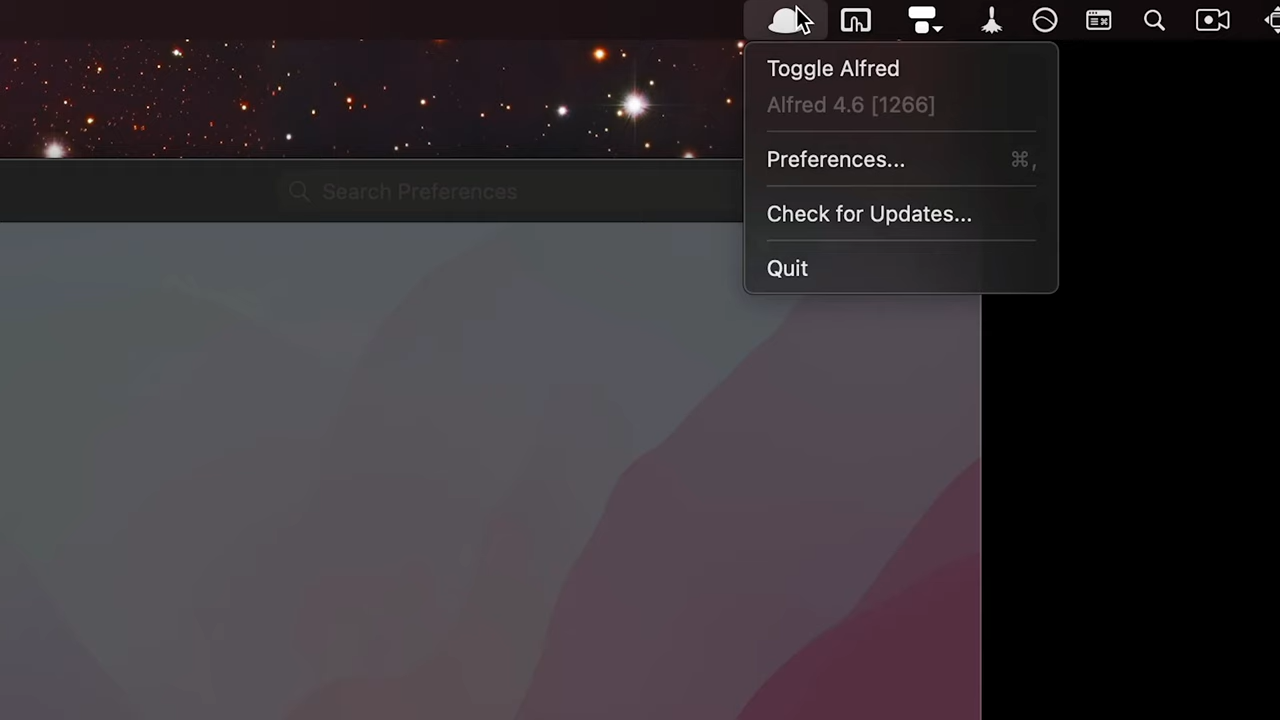 Toggle Alfred
Alfred 4.6 [1266]
Preferences... ⌘,
Search Preferences
Check for Updates...
Quit